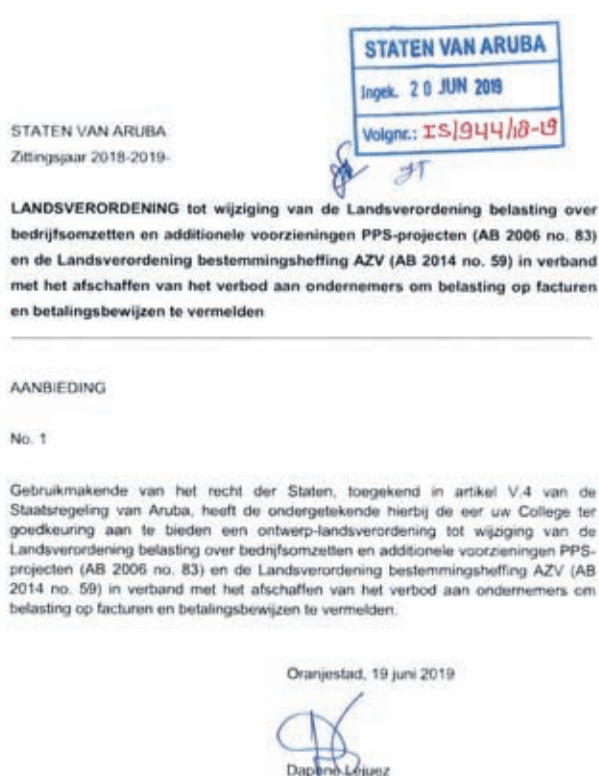 STATEN VAN ARUBA
Ingek. 20 JUN 2019
Volgnr.: IS/944/18-19
STATEN VAN ARUBA
Zittingsjaar 2018-2019-
LANDSVERORDENING tot wijziging van de Landsverordening belasting over
bedrijfsomzetten en additionele voorzieningen PPS-projecten (AB 2006 no. 83)
en de Landsverordening bestemmingsheffing AZV (AB 2014 no. 59) in verband
met het afschaffen van het verbod aan ondernemers om belasting op facturen
en betalingsbewijzen te vermelden
AANBIEDING
No. 1
Gebruikmakende van het recht der Staten, toegekend in artikel V.4 van de
Staatsregeling van Aruba, heeft de ondergetekende hierbij de eer uw College ter
goedkeuring aan te bieden een ontwerp-landsverordening tot wijziging van de
Landsverordening belasting over bedrijfsomzetten en additionele voorzieningen PPS-
projecten (AB 2006 no. 83) en de Landsverordening bestemmingsheffing AZV (AB
2014 no. 59) in verband met het afschaffen van het verbod aan ondernemers om
belasting op facturen en betalingsbewijzen te vermelden.
Oranjestad, 19 juni 2019
Daphne Lejuez